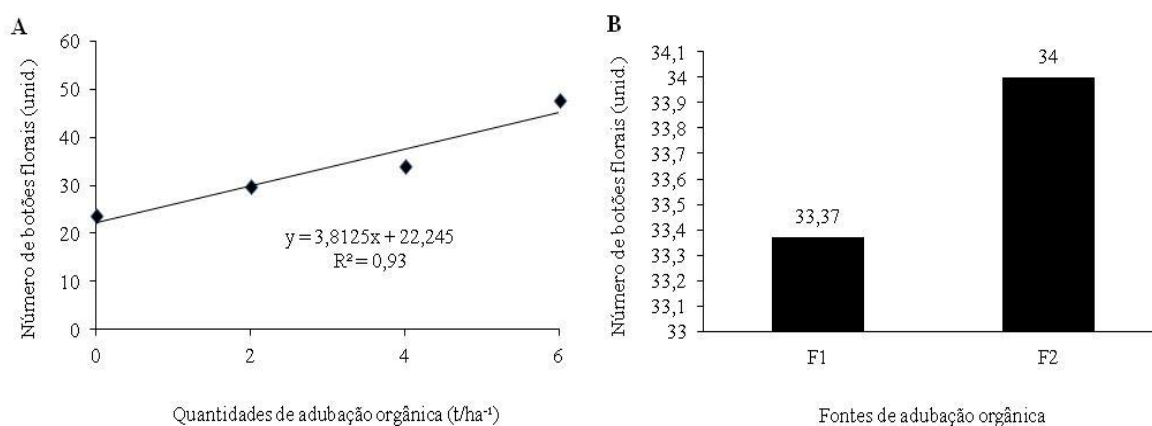 A
Número de botões florais (unid.)
60
50
40
30
20
10
0
y = 3,8125x + 22,245
R² = 0,93
0 2 4 6
Quantidades de adubação orgânica (t/ha⁻¹)
B
Número de botões florais (unid.)
34,1
34
33,9
33,8
33,7
33,6
33,5
33,4
33,3
33,2
33,1
33
33,37
34
F1 F2
Fontes de adubação orgânica